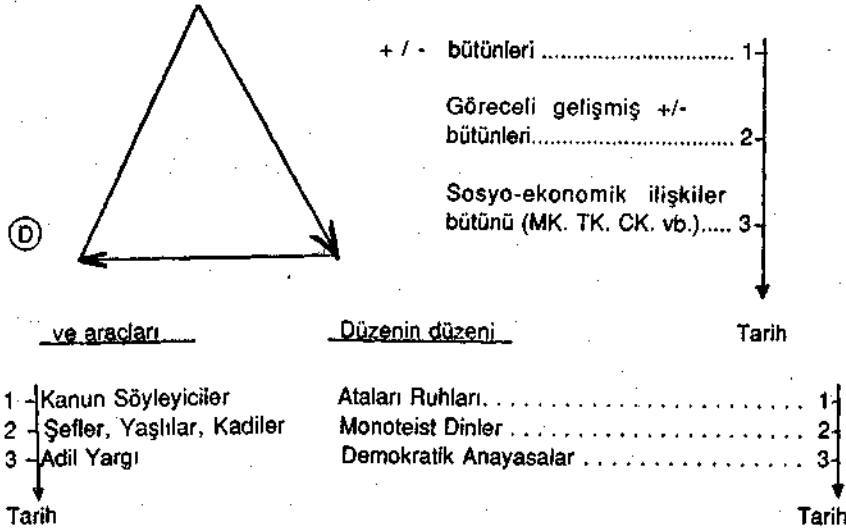 + / - bütünleri .................................. 1
Göreceli gelişmiş +/-
bütünleri.................................... 2
Sosyo-ekonomik ilişkiler
bütünü (MK. TK. CK. vb.)..... 3
D
ve araçları
Düzenin düzeni
Tarih
1 Kanun Söyleyiciler
Ataları Ruhları. . . . . . . . . . . . . . . . . . . . . . . . . . . . . 1
2 Şefler, Yaşlılar, Kadiler
Monoteist Dinler . . . . . . . . . . . . . . . . . . . . . . . . . . . 2
3 Adil Yargı
Demokratik Anayasalar . . . . . . . . . . . . . . . . . . . . . 3
Tarih
Tarih